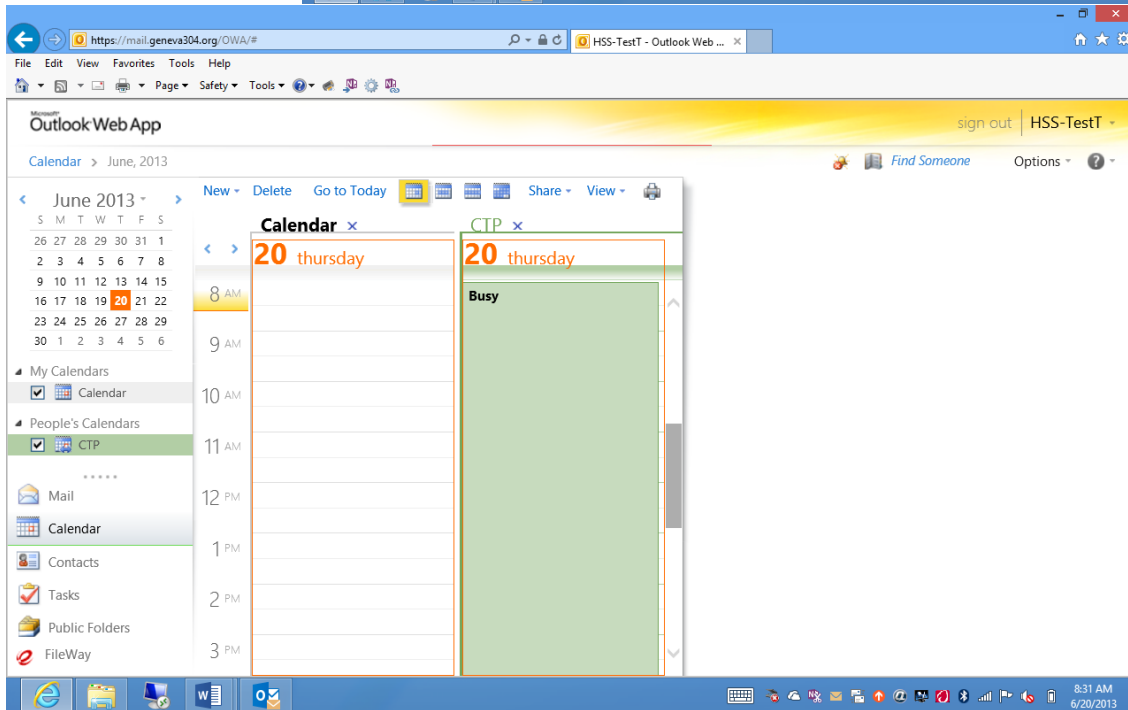 https://mail.geneva304.org/OWA/#
HSS-TestT - Outlook Web ...
File Edit View Favorites Tools Help
Page Safety Tools
Microsoft
Outlook Web App
sign out HSS-TestT
Calendar > June, 2013
Find Someone Options
June 2013
S M T W T F S
26 27 28 29 30 31 1
2 3 4 5 6 7 8
9 10 11 12 13 14 15
16 17 18 19 20 21 22
23 24 25 26 27 28 29
30 1 2 3 4 5 6
My Calendars
Calendar
People's Calendars
CTP
Mail
Calendar
Contacts
Tasks
Public Folders
FileWay
New Delete Go to Today Share View
Calendar × CTP ×
20 thursday 20 thursday
8 AM
Busy
9 AM
10 AM
11 AM
12 PM
1 PM
2 PM
3 PM
8:31 AM
6/20/2013